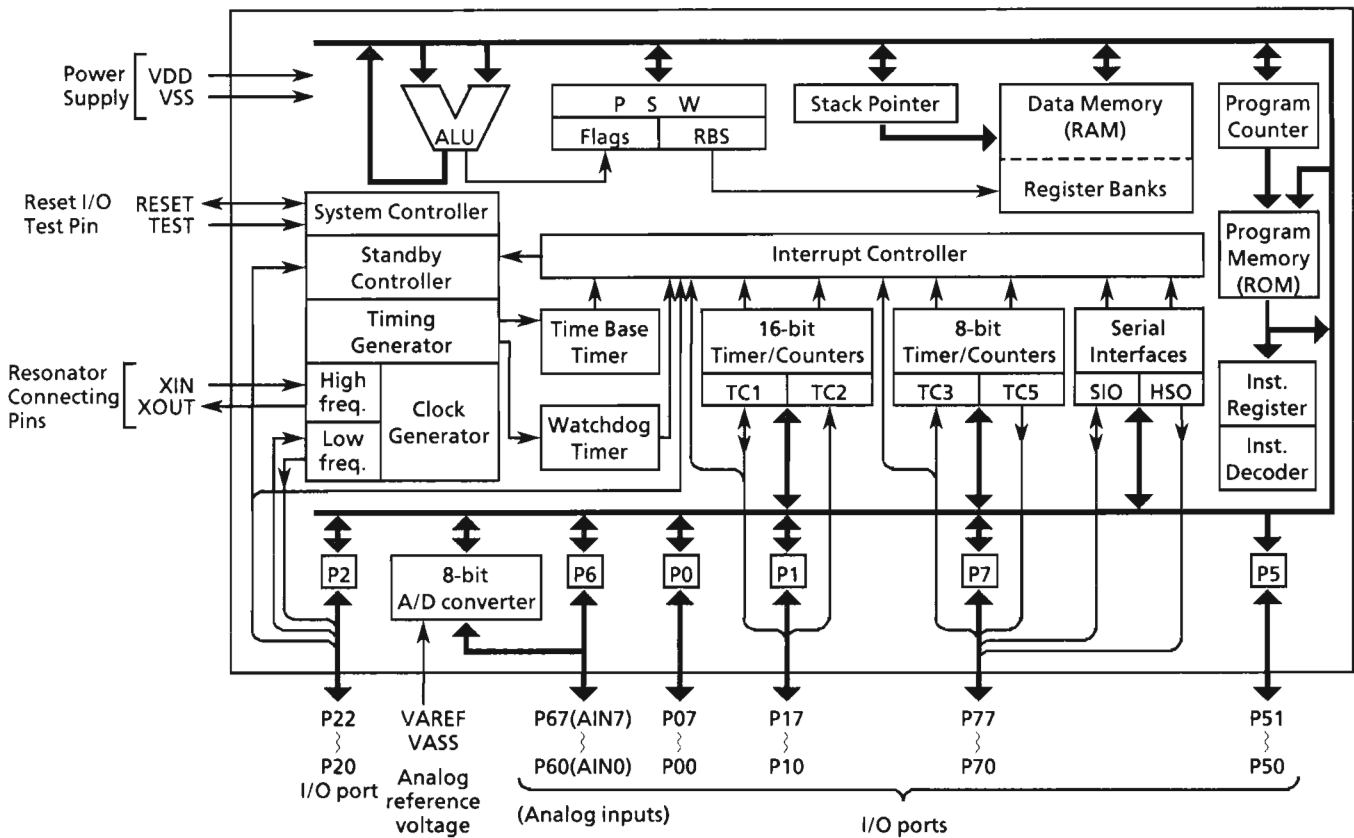 Power
Supply
VDD
VSS
ALU
P S W
Flags
RBS
Stack Pointer
Data Memory
(RAM)
Register Banks
Program
Counter
Reset I/O
Test Pin
RESET
TEST
System Controller
Standby
Controller
Timing
Generator
High
freq.
Low
freq.
Clock
Generator
Interrupt Controller
Program
Memory
(ROM)
Time Base
Timer
Watchdog
Timer
16-bit
Timer/Counters
TC1
TC2
8-bit
Timer/Counters
TC3
TC5
Serial
Interfaces
SIO
HSO
Inst.
Register
Inst.
Decoder
Resonator
Connecting
Pins
XIN
XOUT
P2
8-bit
A/D converter
P6
P0
P1
P7
P5
P22
P20
I/O port
VAREF
VASS
Analog
reference
voltage
P67(AIN7)
P60(AIN0)
(Analog inputs)
P07
P00
P17
P10
P77
P70
P51
P50
I/O ports